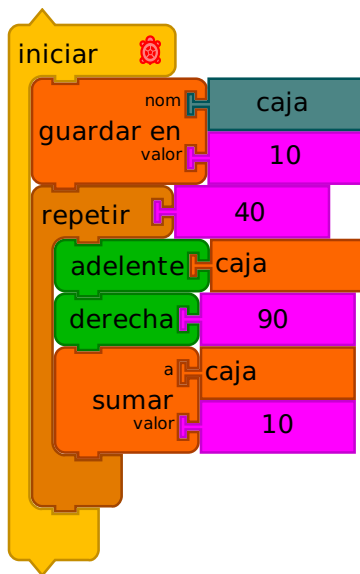 iniciar
nom caja
guardar en
valor 10
repetir 40
adelente caja
derecha 90
a caja
sumar
valor 10